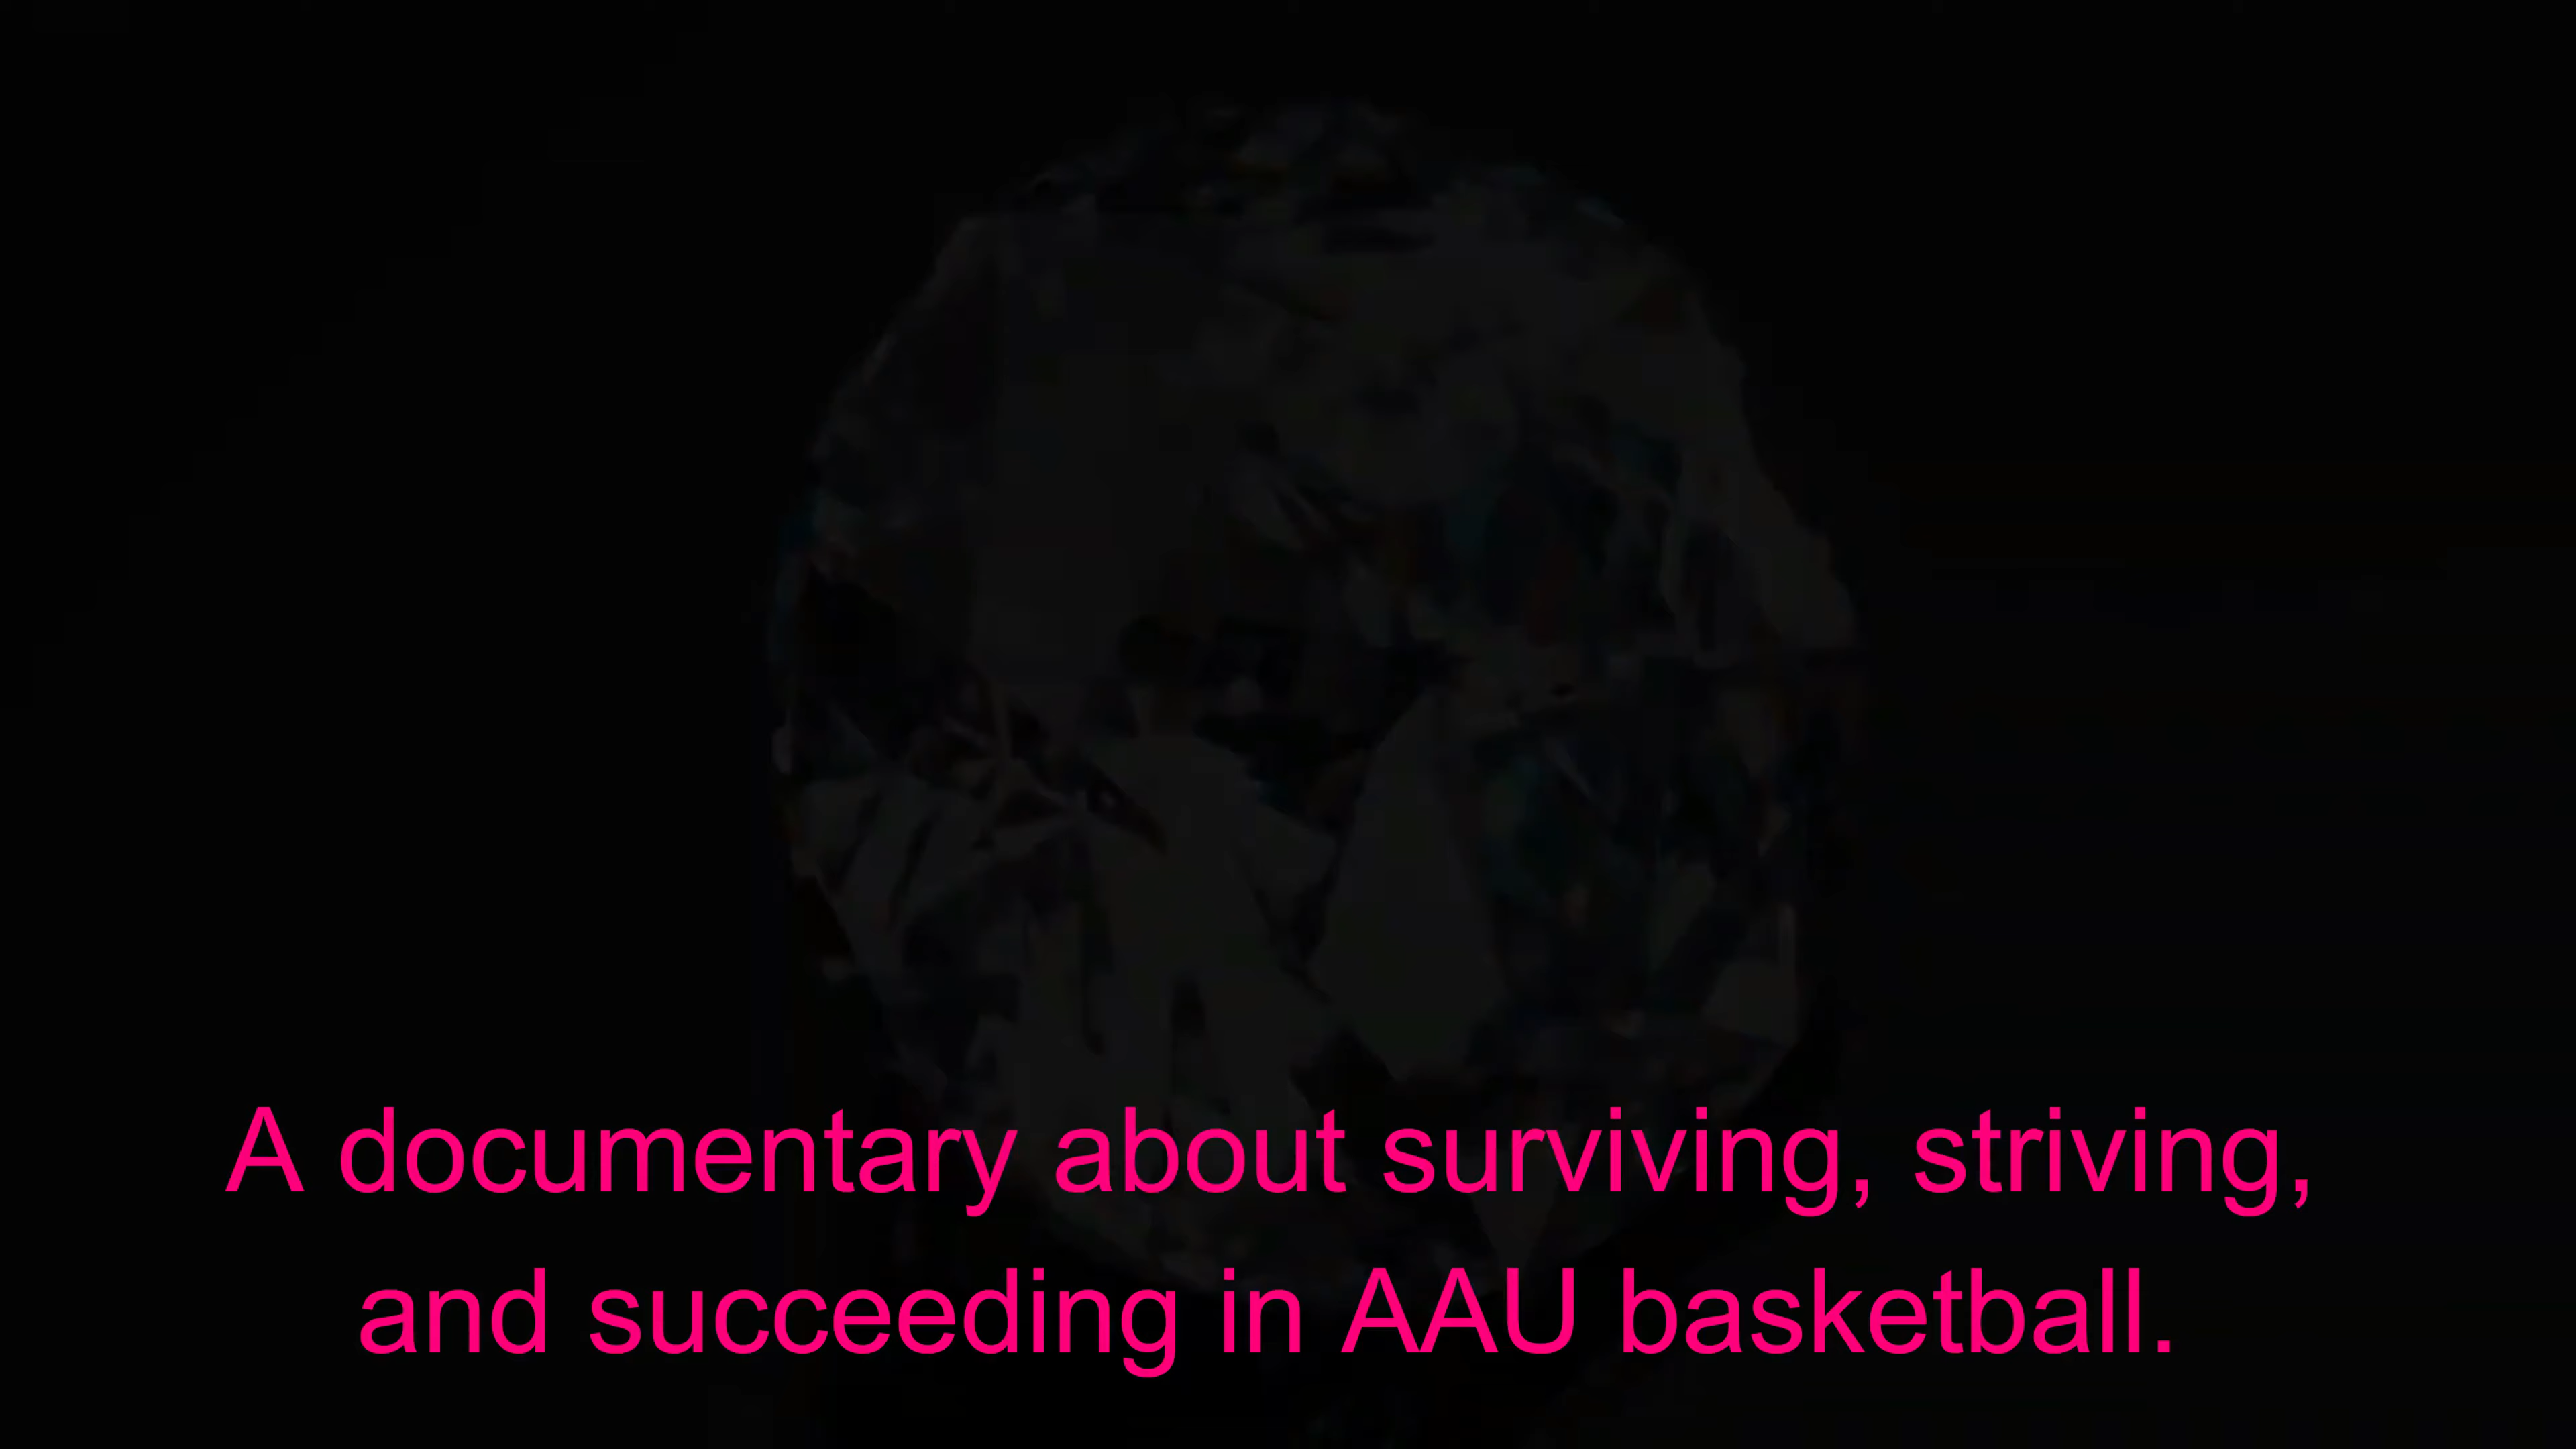 A documentary about surviving, striving,
and succeeding in AAU basketball.